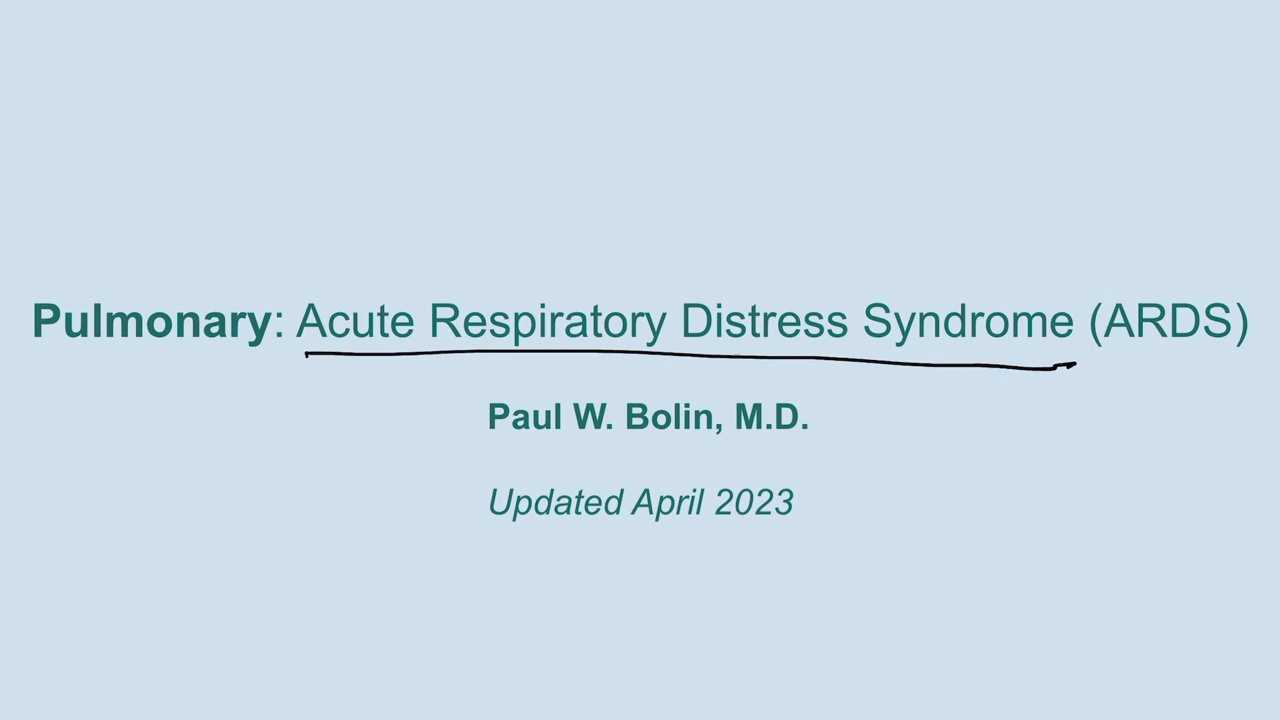 Pulmonary: Acute Respiratory Distress Syndrome (ARDS)
Paul W. Bolin, M.D.
Updated April 2023